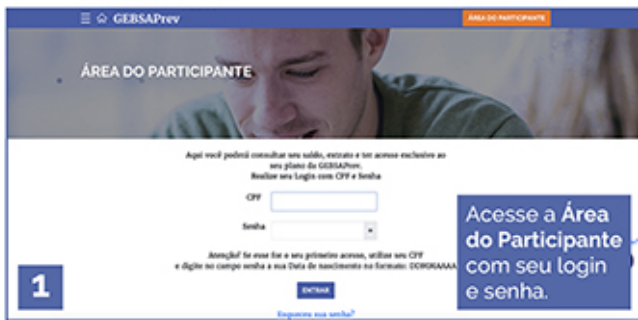 GEBSAPrev
ÁREA DO PARTICIPANTE
ÁREA DO PARTICIPANTE
Aqui você poderá consultar seu saldo, extrato e ter acesso exclusivo ao
seu plano da GEBSAPrev.
Realize seu Login com CPF e Senha
CPF
Senha
Atenção! Se esse for o seu primeiro acesso, utilize seu CPF
e digite no campo senha a sua Data de nascimento no formato: DDMMAAAA
ENTRAR
Esqueceu sua senha?
Acesse a Área
do Participante
com seu login
e senha.
1